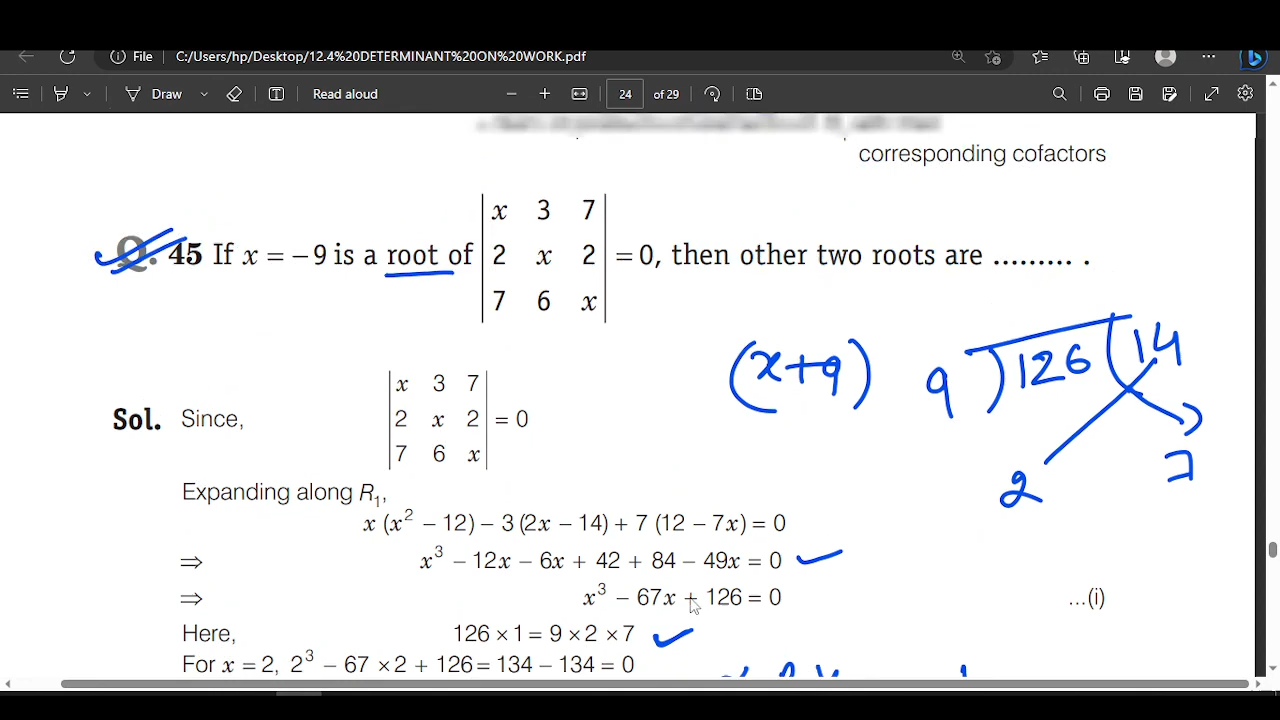 File C:/Users/hp/Desktop/12.4%20DETERMINANT%20ON%20WORK.pdf
Draw Read aloud 24 of 29
corresponding cofactors
Q. 45 If x = – 9 is a root of | x 3 7 | = 0, then other two roots are ......... .
2 x 2
7 6 x
(x+9) 9 ) 126 ( 14
2 7
Sol. Since, | x 3 7 | = 0
2 x 2
7 6 x
Expanding along R₁,
x (x² – 12) – 3 (2x – 14) + 7 (12 – 7x) = 0
⇒ x³ – 12x – 6x + 42 + 84 – 49x = 0
⇒ x³ – 67x + 126 = 0 ...(i)
Here, 126 × 1 = 9 × 2 × 7
For x = 2, 2³ – 67 × 2 + 126 = 134 – 134 = 0